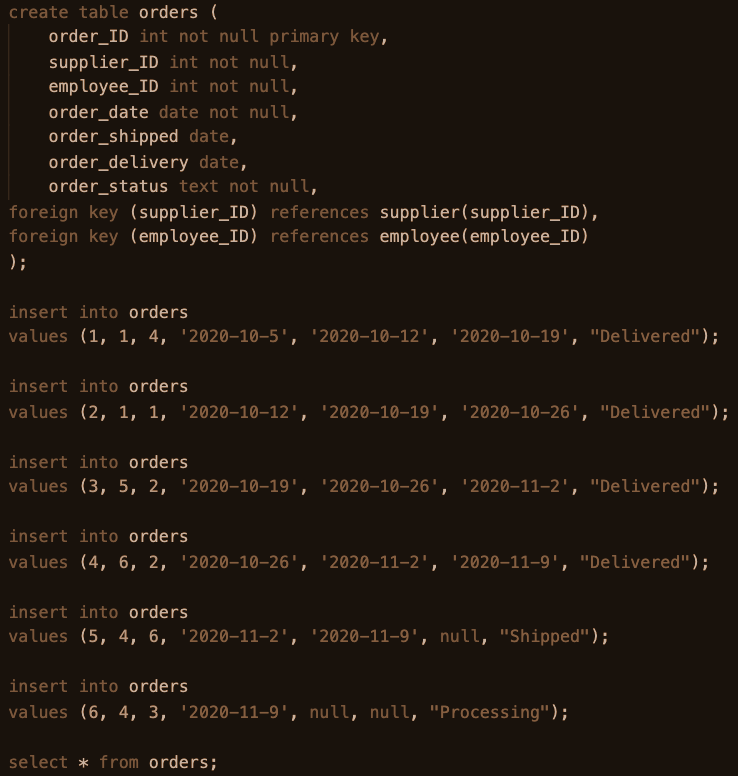 create table orders (
    order_ID int not null primary key,
    supplier_ID int not null,
    employee_ID int not null,
    order_date date not null,
    order_shipped date,
    order_delivery date,
    order_status text not null,
foreign key (supplier_ID) references supplier(supplier_ID),
foreign key (employee_ID) references employee(employee_ID)
);

insert into orders
values (1, 1, 4, '2020-10-5', '2020-10-12', '2020-10-19', "Delivered");

insert into orders
values (2, 1, 1, '2020-10-12', '2020-10-19', '2020-10-26', "Delivered");

insert into orders
values (3, 5, 2, '2020-10-19', '2020-10-26', '2020-11-2', "Delivered");

insert into orders
values (4, 6, 2, '2020-10-26', '2020-11-2', '2020-11-9', "Delivered");

insert into orders
values (5, 4, 6, '2020-11-2', '2020-11-9', null, "Shipped");

insert into orders
values (6, 4, 3, '2020-11-9', null, null, "Processing");

select * from orders;